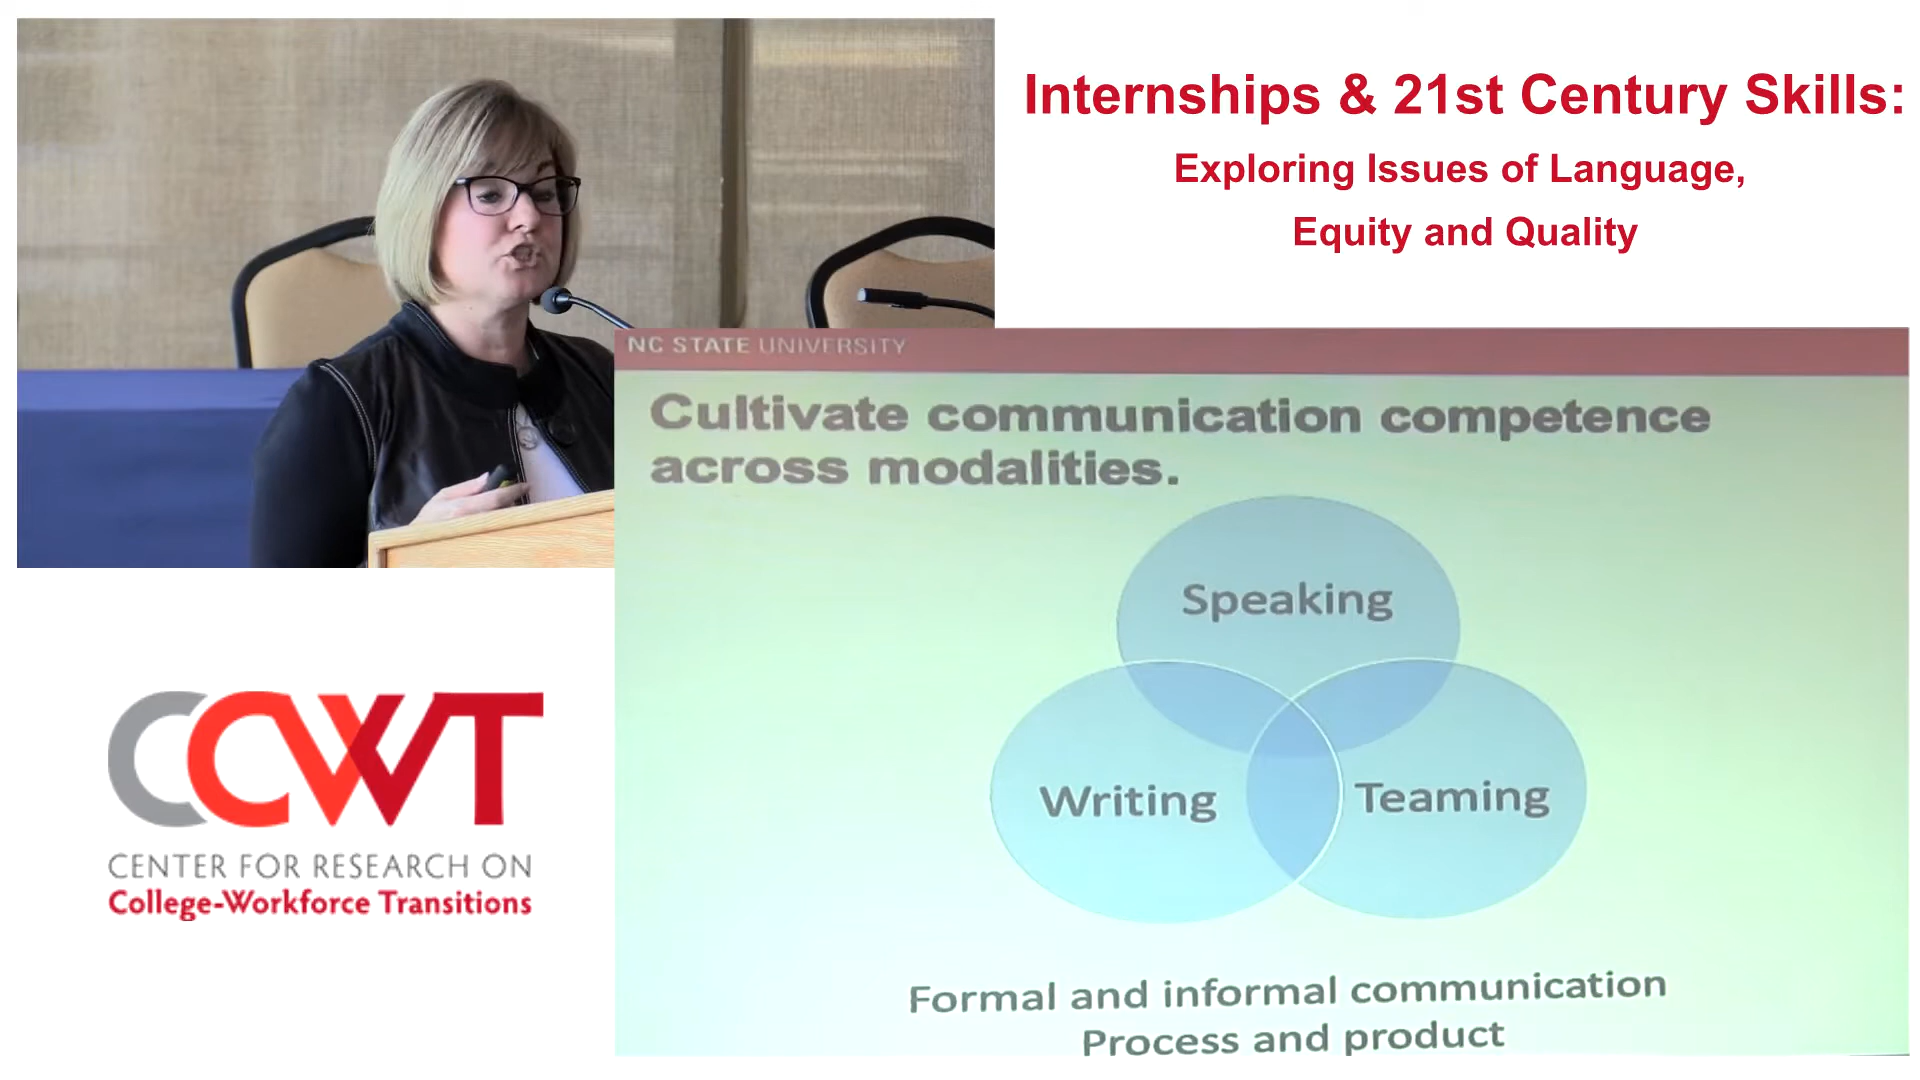 Internships & 21st Century Skills:
Exploring Issues of Language,
Equity and Quality
NC STATE UNIVERSITY
Cultivate communication competence
across modalities.
Speaking
Writing
Teaming
Formal and informal communication
Process and product
CCWT
CENTER FOR RESEARCH ON
College-Workforce Transitions